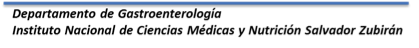 Departamento de Gastroenterología
Instituto Nacional de Ciencias Médicas y Nutrición Salvador Zubirán